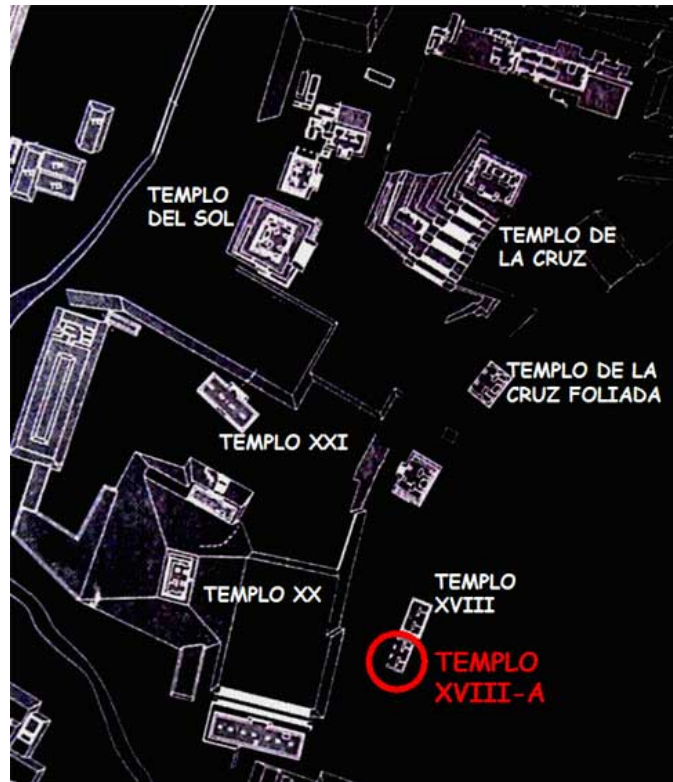 TEMPLO
DEL SOL
TEMPLO DE
LA CRUZ
TEMPLO DE LA
CRUZ FOLIADA
TEMPLO XXI
TEMPLO
XVIII
TEMPLO XX
TEMPLO
XVIII-A